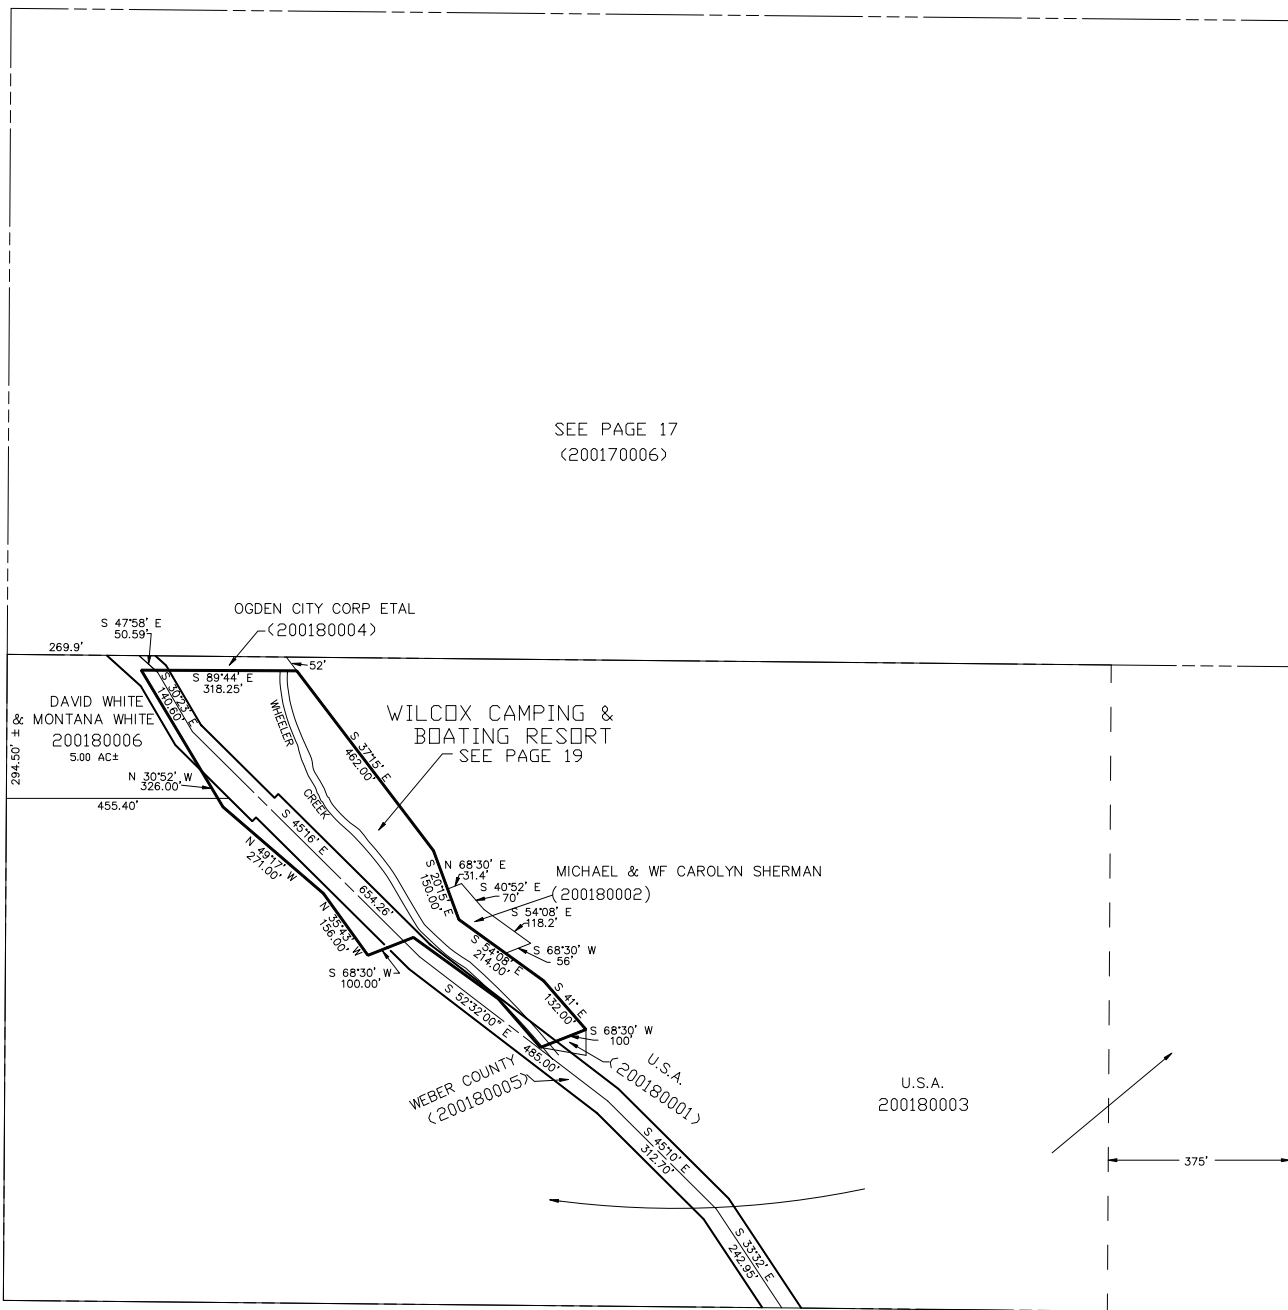 SEE PAGE 17
(200170006)
OGDEN CITY CORP ETAL
(200180004)
S 47°58' E
50.59'
269.9'
52'
S 89°44' E
318.25'
S 30°23' E
140.60'
DAVID WHITE
& MONTANA WHITE
200180006
5.00 AC±
294.50' ±
WHEELER
CREEK
WILCOX CAMPING &
BOATING RESORT
SEE PAGE 19
S 37°15' E
462.00'
N 30°52' W
326.00'
455.40'
S 45°16' E
654.26'
N 49°17' W
271.00'
S 20°15' E
150.00'
N 68°30' E
31.4'
S 40°52' E
70'
MICHAEL & WF CAROLYN SHERMAN
(200180002)
S 54°08' E
118.2'
N 35°43' W
156.00'
S 54°08' E
214.00'
S 68°30' W
56'
S 68°30' W
100.00'
S 41° E
132.00'
S 52°32'00" E
485.00'
S 68°30' W
100'
U.S.A.
(200180001)
WEBER COUNTY
(200180005)
U.S.A.
200180003
S 45°10' E
312.70'
375'
S 33°32' E
242.95'